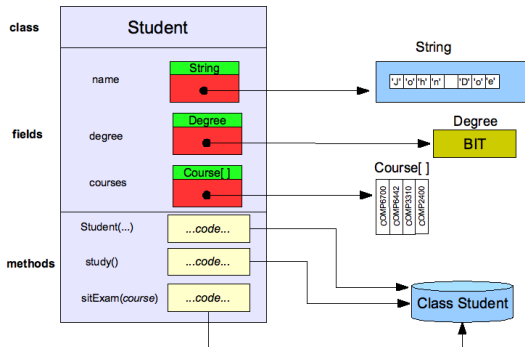 class
Student
String
name
String
'J' 'o' 'h' 'n' 'D' 'o' 'e'
fields
degree
Degree
Degree
BIT
courses
Course[ ]
Course[ ]
COMP6700
COMP6442
COMP3310
COMP2400
methods
Student(...)
...code...
study()
...code...
sitExam(course)
...code...
Class Student